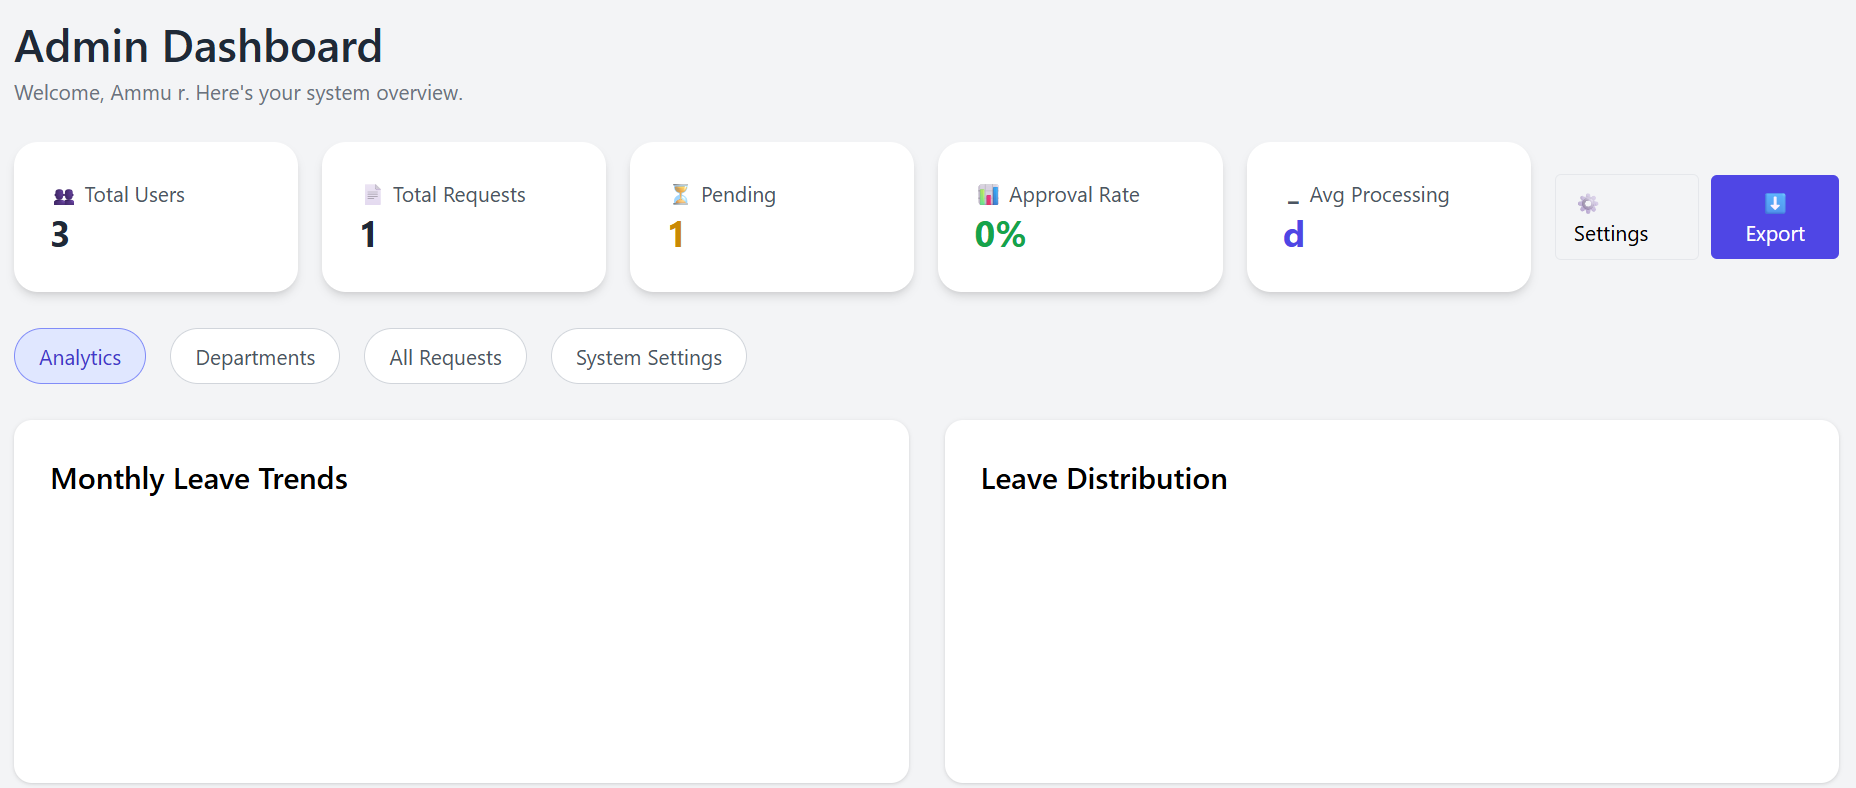 Admin Dashboard
Welcome, Ammu r. Here's your system overview.
Total Users
3
Total Requests
1
Pending
1
Approval Rate
0%
_ Avg Processing
d
Settings
Export
Analytics
Departments
All Requests
System Settings
Monthly Leave Trends
Leave Distribution